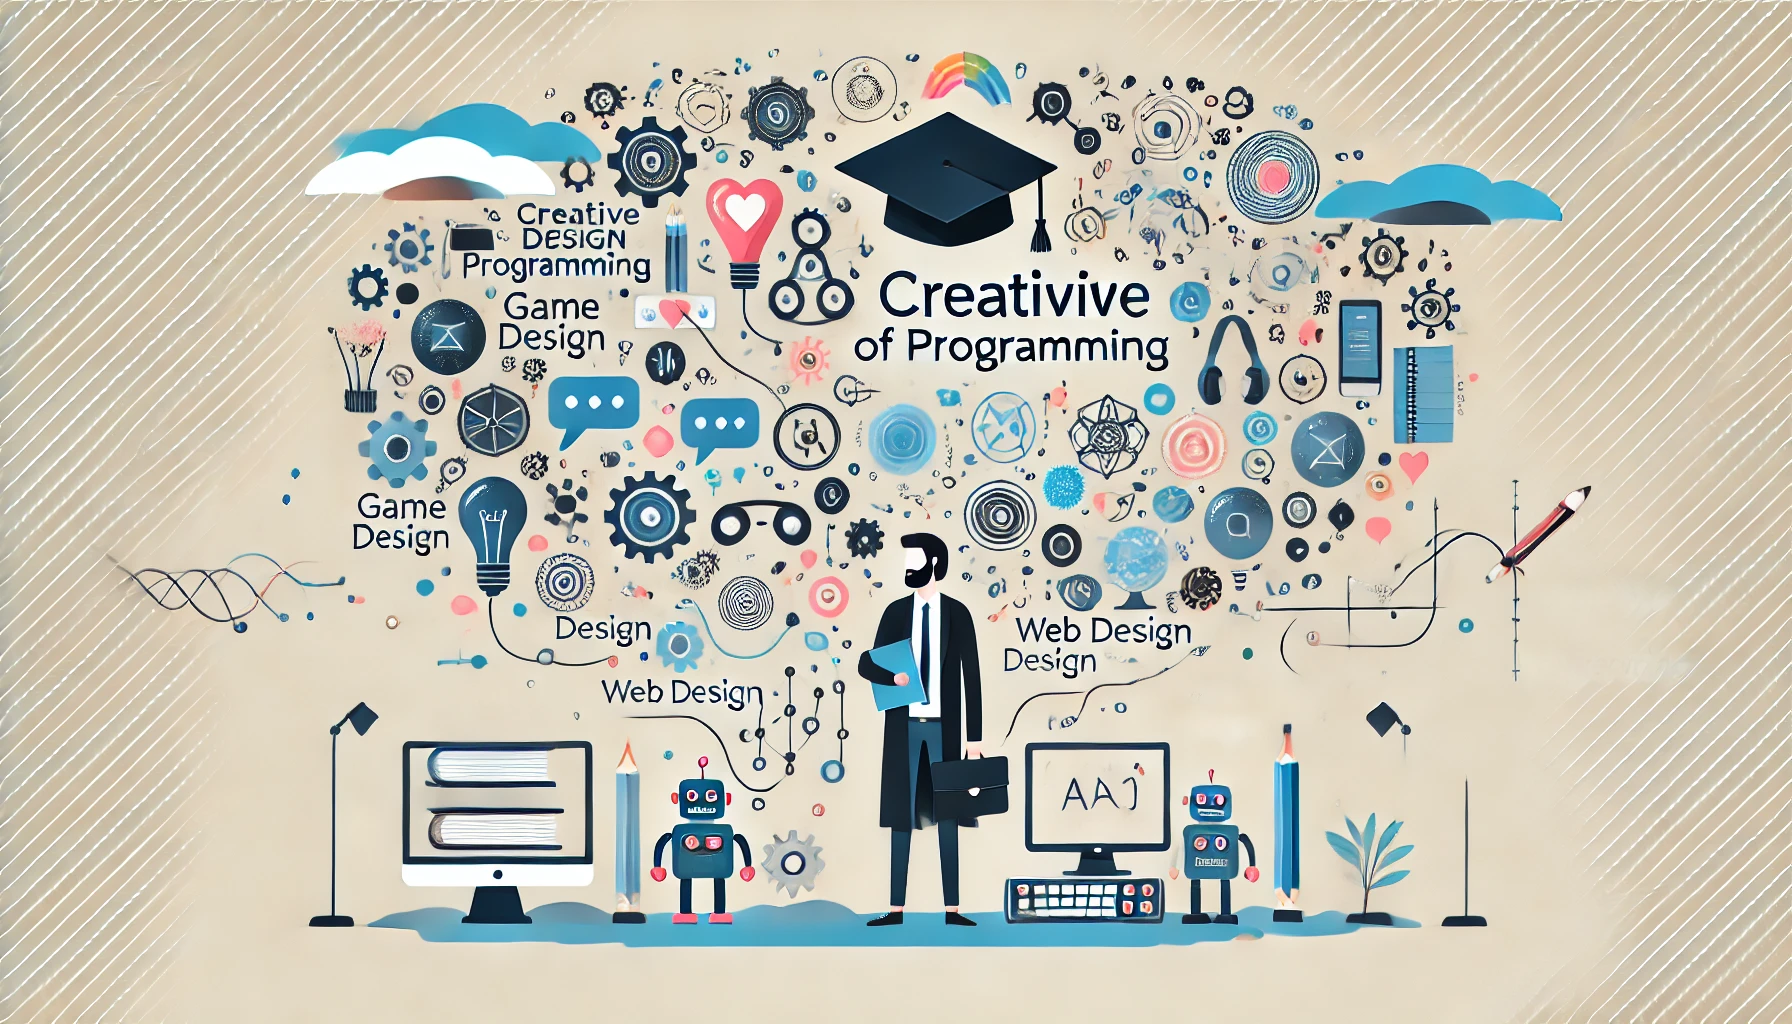 Creative
DESIGN
Programming
Game
Design
Creativive
of Programming
Game
Design
Design
Web Design
Web Design
Design
AAJ